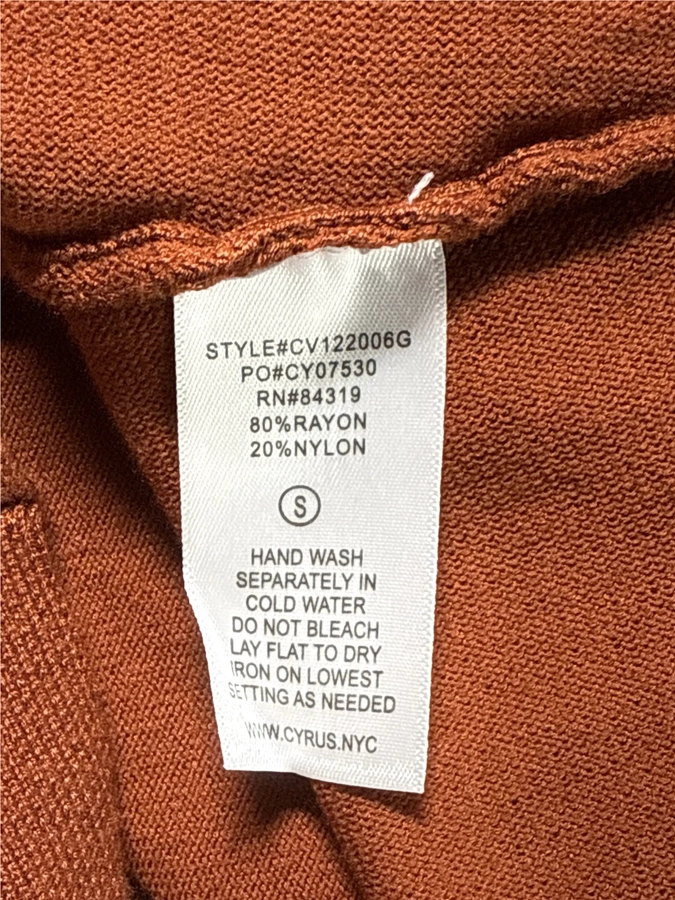 STYLE#CV122006G
PO#CY07530
RN#84319
80%RAYON
20%NYLON
S
HAND WASH
SEPARATELY IN
COLD WATER
DO NOT BLEACH
LAY FLAT TO DRY
IRON ON LOWEST
SETTING AS NEEDED
WWW.CYRUS.NYC